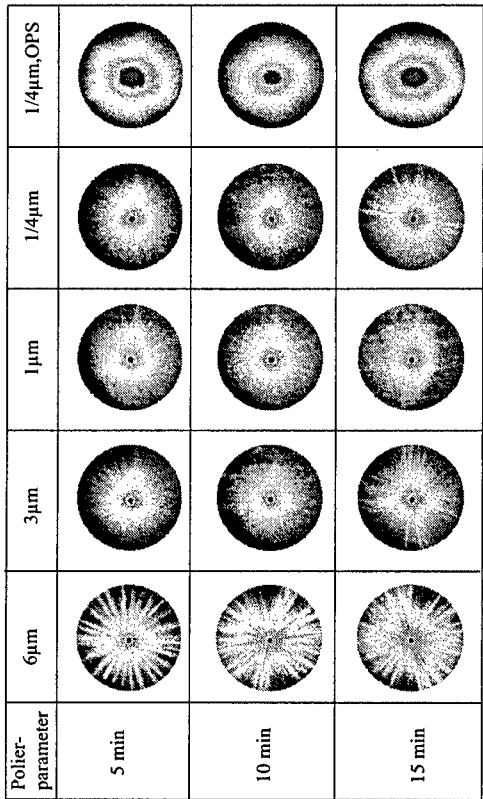 Polier-
parameter
6µm
3µm
1µm
1/4µm
1/4µm,OPS
5 min
10 min
15 min